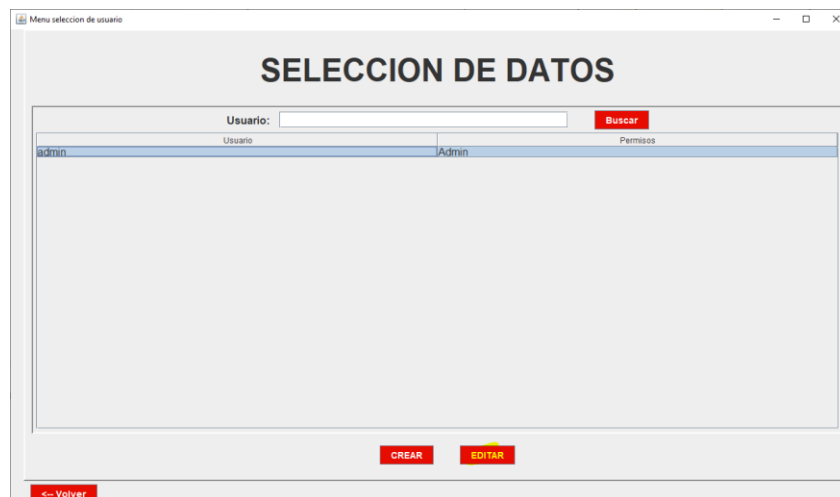 Menu seleccion de usuario
SELECCION DE DATOS
Usuario:
Buscar
Usuario Permisos
admin Admin
CREAR EDITAR
<-- Volver